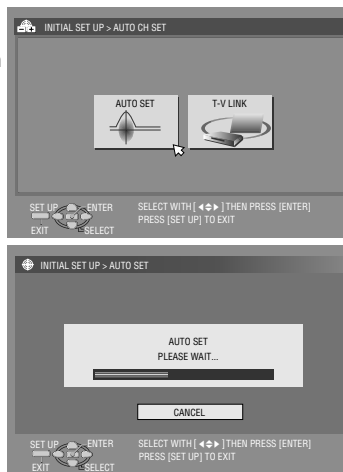 INITIAL SET UP > AUTO CH SET
AUTO SET
T-V LINK
SET UP
ENTER
EXIT
SELECT
SELECT WITH [ ◀◆▶ ] THEN PRESS [ENTER]
PRESS [SET UP] TO EXIT
INITIAL SET UP > AUTO SET
AUTO SET
PLEASE WAIT...
CANCEL
SET UP
ENTER
EXIT
SELECT
SELECT WITH [ ◀◆▶ ] THEN PRESS [ENTER]
PRESS [SET UP] TO EXIT